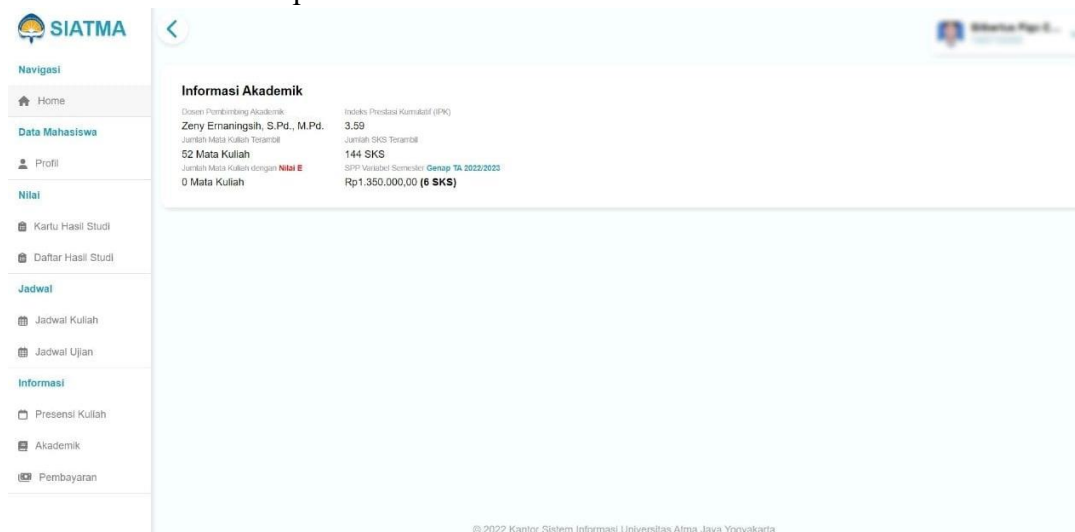 SIATMA
Navigasi
Home
Data Mahasiswa
Profil
Nilai
Kartu Hasil Studi
Daftar Hasil Studi
Jadwal
Jadwal Kuliah
Jadwal Ujian
Informasi
Presensi Kuliah
Akademik
Pembayaran
Informasi Akademik
Dosen Pembimbing Akademik
Zeny Ernaningsih, S.Pd., M.Pd.
Jumlah Mata Kuliah Terambil
52 Mata Kuliah
Jumlah Mata Kuliah dengan Nilai E
0 Mata Kuliah
Indeks Prestasi Kumulatif (IPK)
3.59
Jumlah SKS Terambil
144 SKS
SPP Variabel Semester Genap TA 2022/2023
Rp1.350.000,00 (6 SKS)
© 2022 Kantor Sistem Informasi Universitas Atma Jaya Yogyakarta